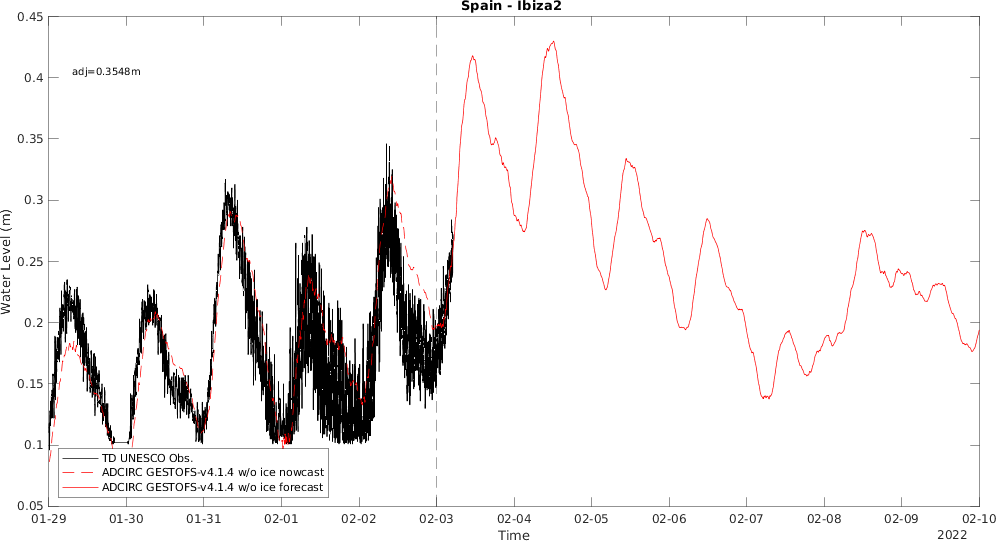 Spain - Ibiza2
adj=0.3548m
Water Level (m)
0.45
0.4
0.35
0.3
0.25
0.2
0.15
0.1
0.05
TD UNESCO Obs.
ADCIRC GESTOFS-v4.1.4 w/o ice nowcast
ADCIRC GESTOFS-v4.1.4 w/o ice forecast
01-29 01-30 01-31 02-01 02-02 02-03 02-04 02-05 02-06 02-07 02-08 02-09 02-10
Time
2022